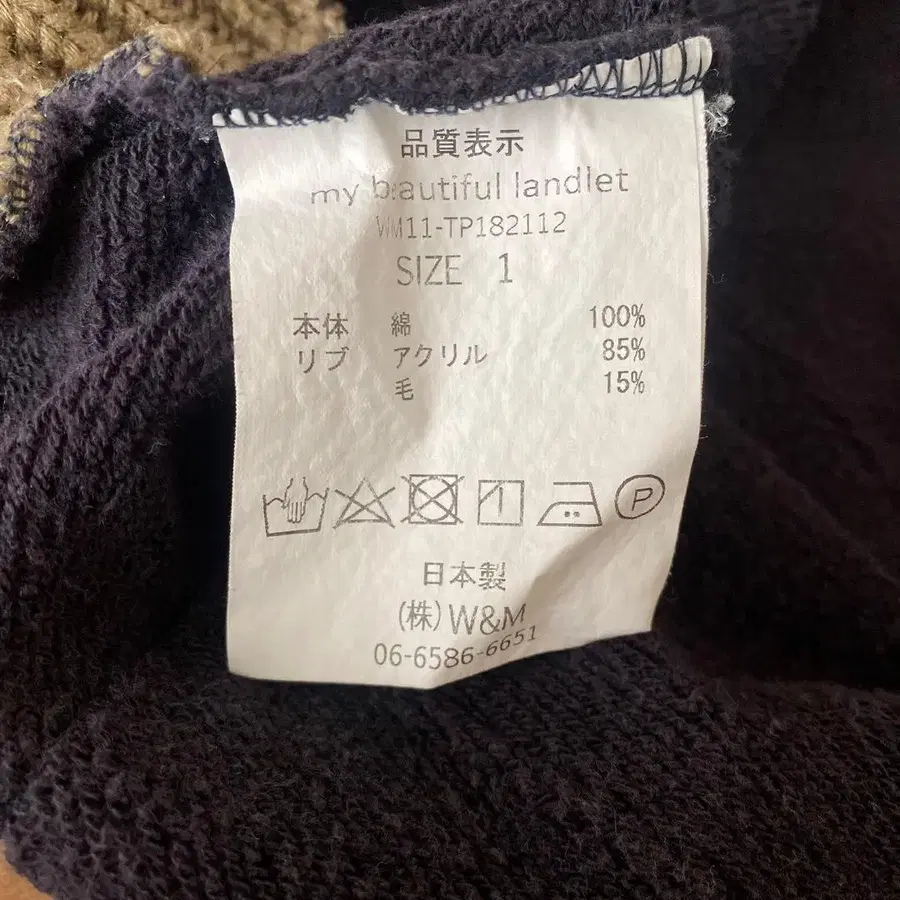 品質表示
my beautiful landlet
WM11-TP182112
SIZE 1
本体 綿 100%
リブ アクリル 85%
毛 15%
P
日本製
(株)W&M
06-6586-6651